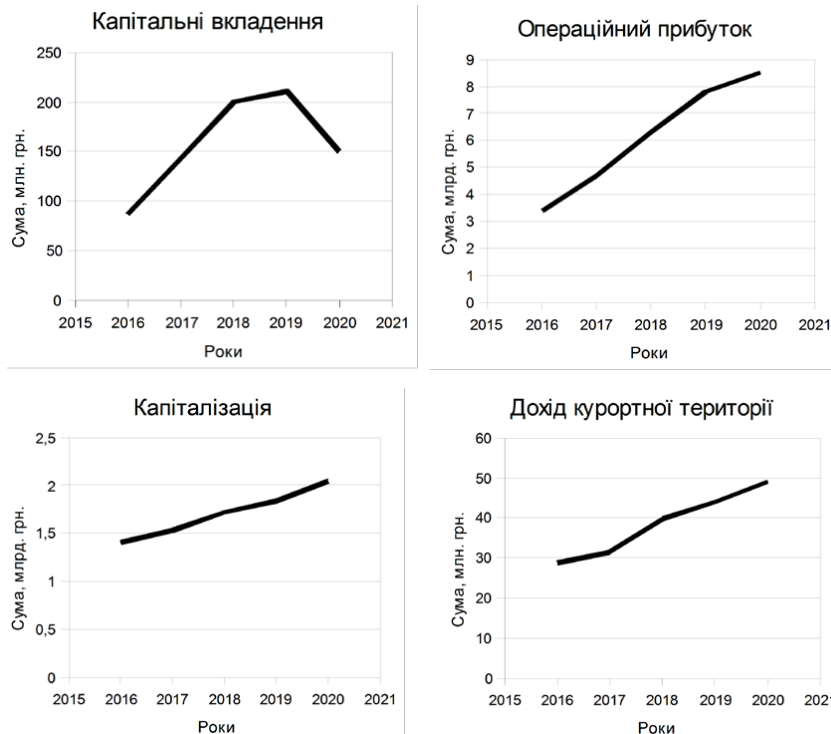 Капітальні вкладення
250
200
150
100
50
0
Сума, млн. грн.
2015 2016 2017 2018 2019 2020 2021
Роки
Операційний прибуток
9
8
7
6
5
4
3
2
1
0
Сума, млрд. грн.
2015 2016 2017 2018 2019 2020 2021
Роки
Капіталізація
2,5
2
1,5
1
0,5
0
Сума, млрд. грн.
2015 2016 2017 2018 2019 2020 2021
Роки
Дохід курортної території
60
50
40
30
20
10
0
Сума, млн. грн.
2015 2016 2017 2018 2019 2020 2021
Роки